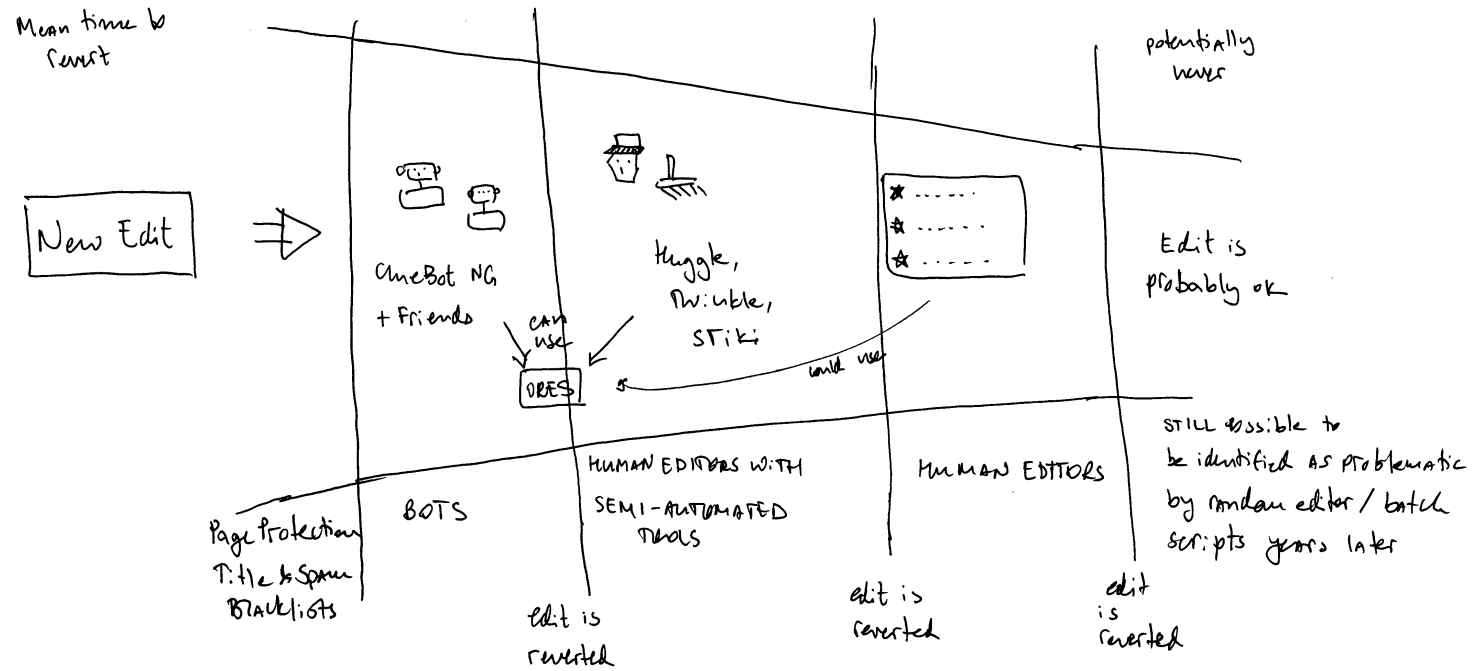 Mean time to
revert
potentially
never
New Edit
ClueBot NG
+ Friends
Huggle,
Twinkle,
STiki
CAN
USE
ORES
could use
Edit is
probably ok
Page Protection
Title & Spam
Blacklists
BOTS
HUMAN EDITORS WITH
SEMI-AUTOMATED
TOOLS
HUMAN EDITORS
STILL possible to
be identified AS problematic
by random editor / batch
scripts years later
edit is
reverted
edit is
reverted
edit
is
reverted